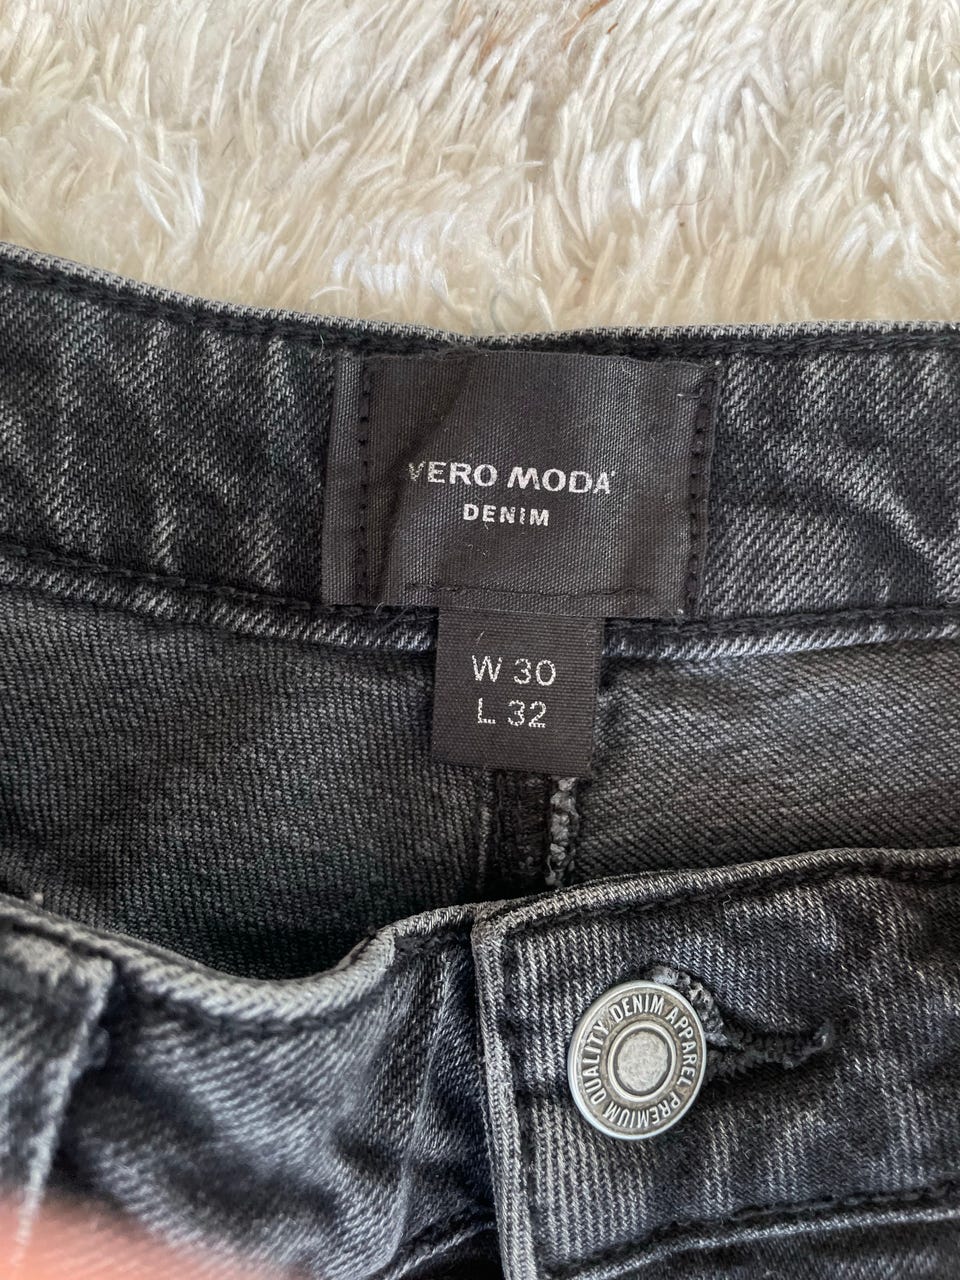 VERO MODA
DENIM
W 30
L 32
DENIM APPAREL PREMIUM QUALITY